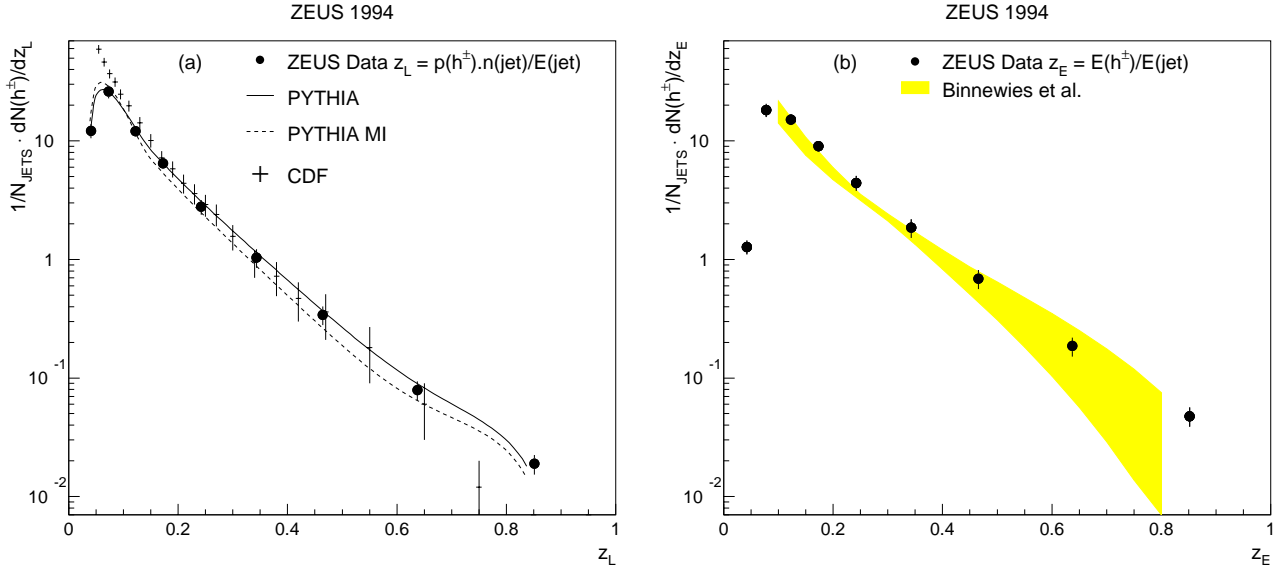 ZEUS 1994
1/N_JETS · dN(h^±)/dz_L
(a)
ZEUS Data z_L = p(h^±).n(jet)/E(jet)
PYTHIA
PYTHIA MI
CDF
10
1
10^-1
10^-2
0 0.2 0.4 0.6 0.8 1
z_L
ZEUS 1994
1/N_JETS · dN(h^±)/dz_E
(b)
ZEUS Data z_E = E(h^±)/E(jet)
Binnewies et al.
10
1
10^-1
10^-2
0 0.2 0.4 0.6 0.8 1
z_E